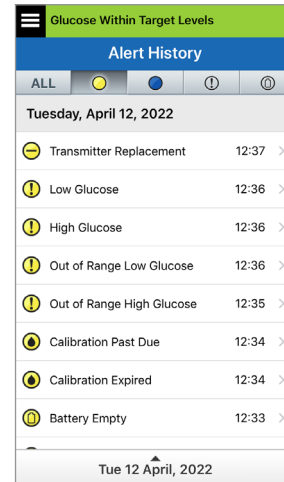 Glucose Within Target Levels
Alert History
ALL
Tuesday, April 12, 2022
Transmitter Replacement 12:37
Low Glucose 12:36
High Glucose 12:36
Out of Range Low Glucose 12:36
Out of Range High Glucose 12:35
Calibration Past Due 12:34
Calibration Expired 12:34
Battery Empty 12:33
Tue 12 April, 2022